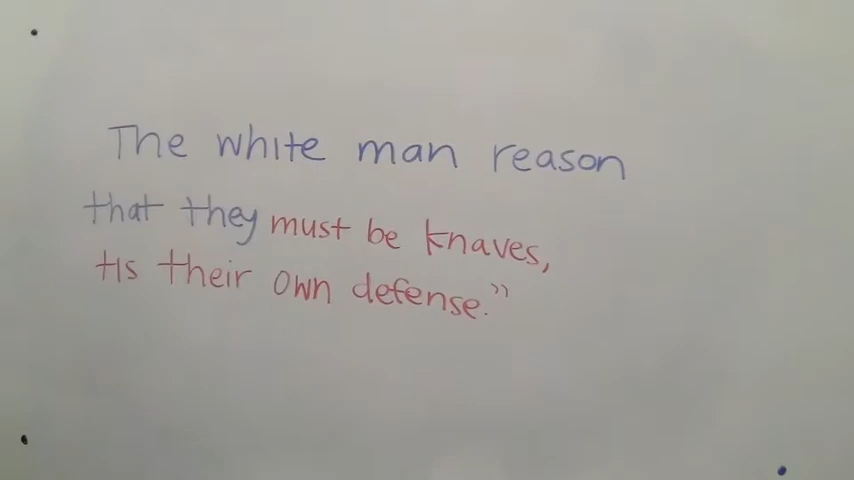 The white man reason
that they must be knaves,
tis their own defense.”